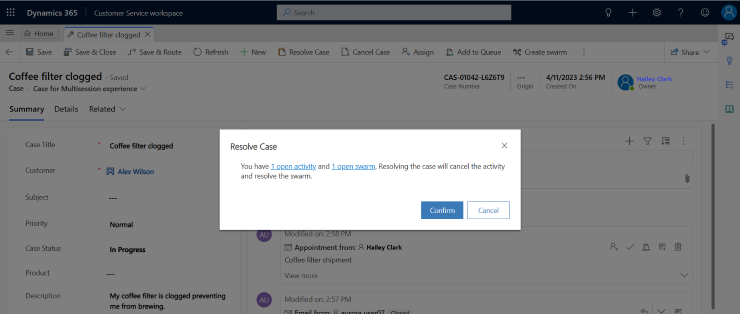 Dynamics 365
Customer Service workspace
Search
Home
Coffee filter clogged
Save
Save & Close
Save & Route
Refresh
New
Resolve Case
Cancel Case
Assign
Add to Queue
Create swarm
Share
Coffee filter clogged - Saved
Case · Case for Multisession experience
CAS-01042-L6Z6T9
Case Number
---
Origin
4/11/2023 2:56 PM
Created On
Hailey Clark
Owner
Summary
Details
Related
Case Title * Coffee filter clogged
Customer * Alex Wilson
Subject ---
Priority Normal
Case Status In Progress
Product ---
Description My coffee filter is clogged preventing
me from brewing.
Resolve Case
You have 1 open activity and 1 open swarm. Resolving the case will cancel the activity
and resolve the swarm.
Confirm
Cancel
AU
Modified on: 2:58 PM
Appointment from: Hailey Clark
Coffee filter shipment
View more
AU
Modified on: 2:57 PM
Email from: aurora user07 Closed